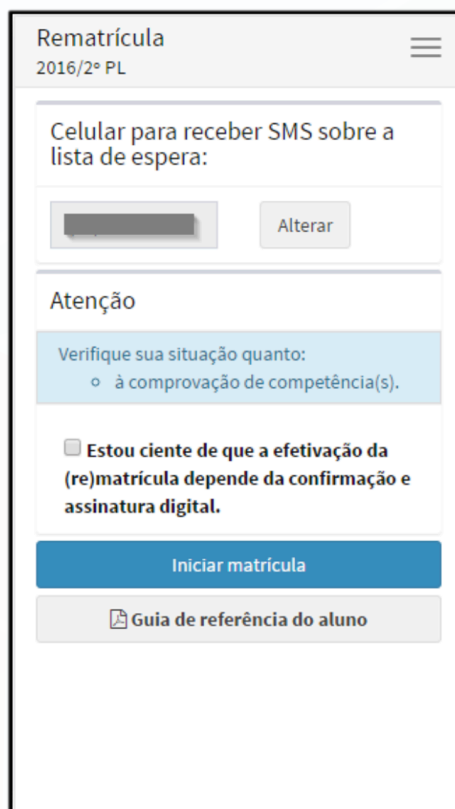 Rematrícula
2016/2º PL
Celular para receber SMS sobre a
lista de espera:
Alterar
Atenção
Verifique sua situação quanto:
à comprovação de competência(s).
Estou ciente de que a efetivação da
(re)matrícula depende da confirmação e
assinatura digital.
Iniciar matrícula
Guia de referência do aluno